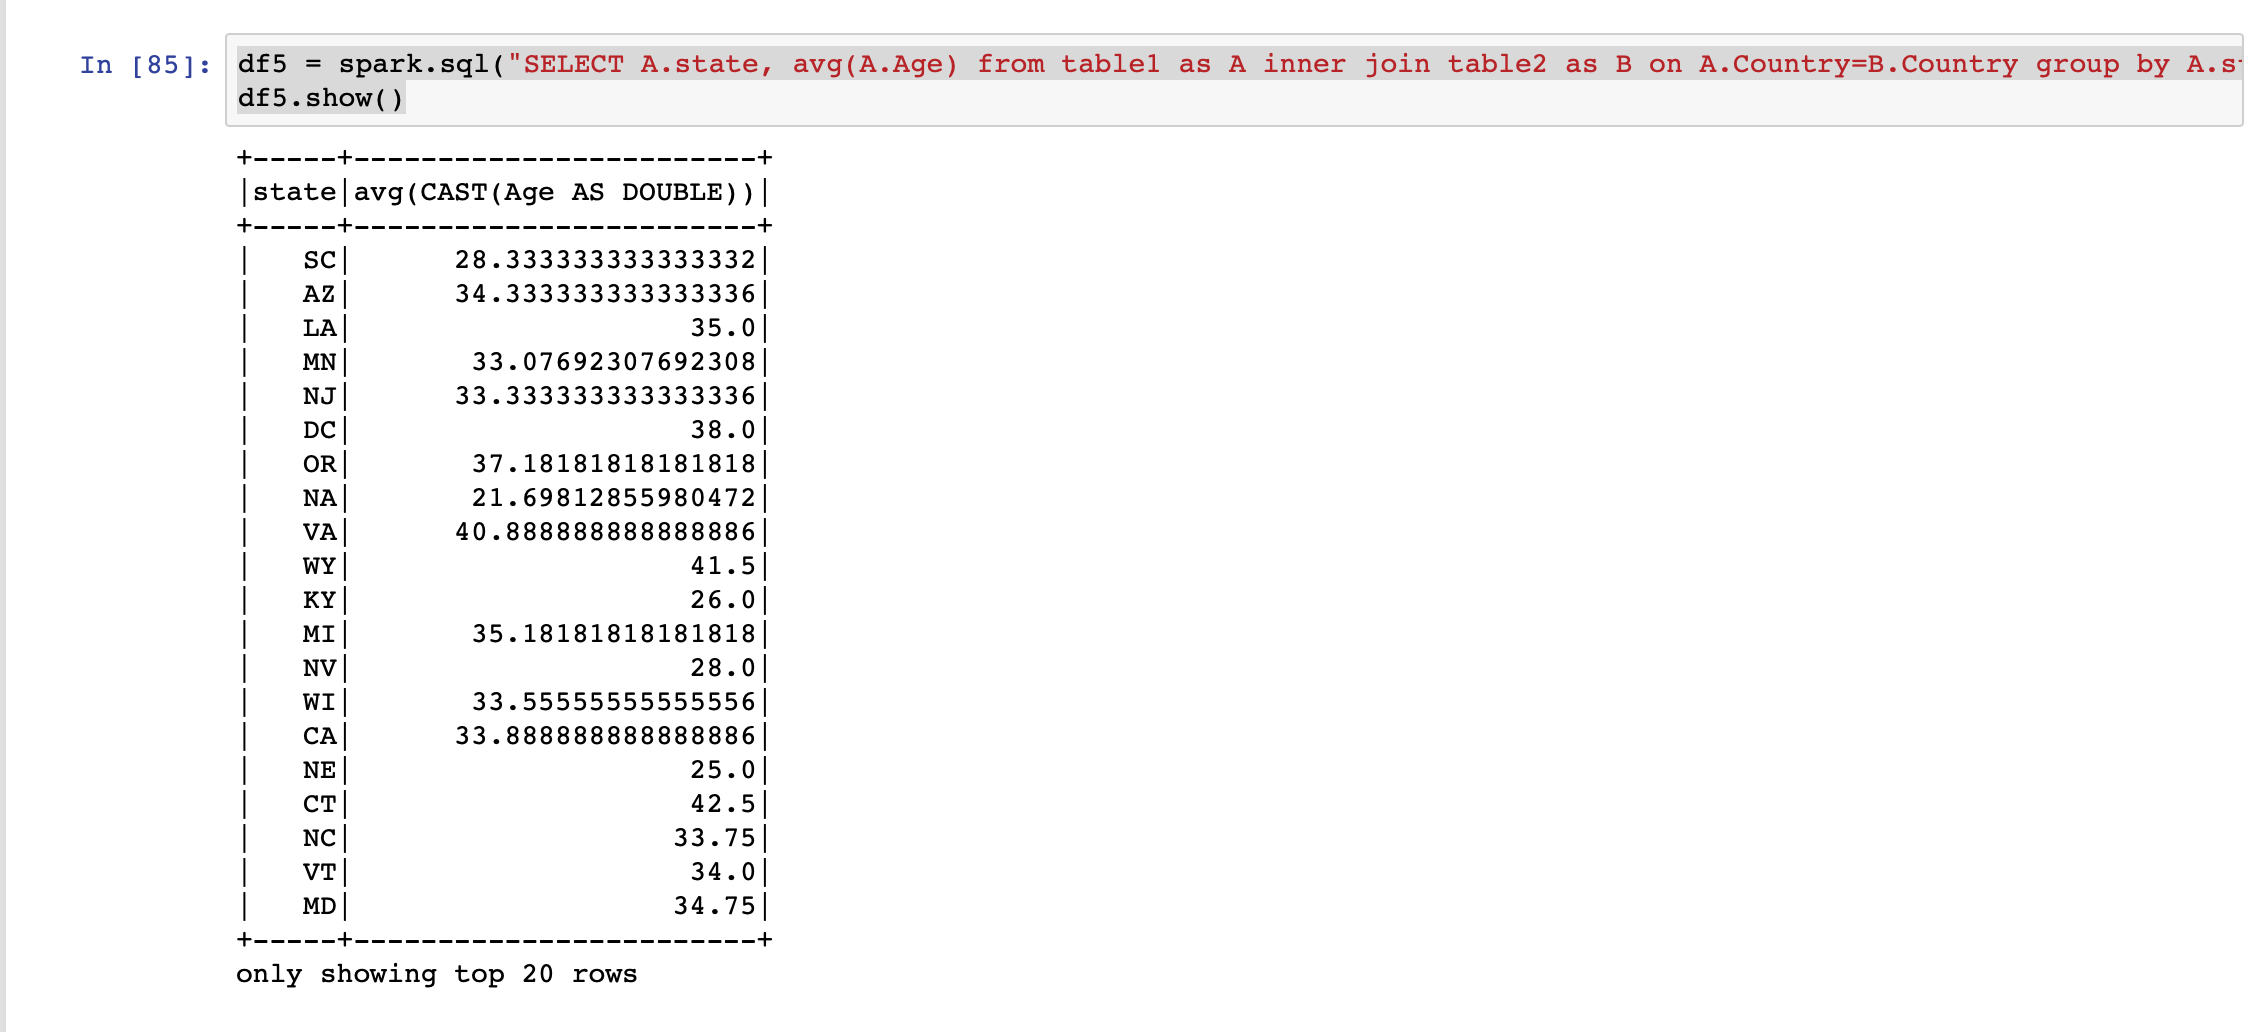 In [85]: df5 = spark.sql("SELECT A.state, avg(A.Age) from table1 as A inner join table2 as B on A.Country=B.Country group by A.s
df5.show()
+-----+------------------------+
|state|avg(CAST(Age AS DOUBLE))|
+-----+------------------------+
|   SC|      28.333333333333332|
|   AZ|      34.333333333333336|
|   LA|                    35.0|
|   MN|       33.07692307692308|
|   NJ|      33.333333333333336|
|   DC|                    38.0|
|   OR|       37.18181818181818|
|   NA|       21.69812855980472|
|   VA|      40.888888888888886|
|   WY|                    41.5|
|   KY|                    26.0|
|   MI|       35.18181818181818|
|   NV|                    28.0|
|   WI|       33.55555555555556|
|   CA|      33.888888888888886|
|   NE|                    25.0|
|   CT|                    42.5|
|   NC|                   33.75|
|   VT|                    34.0|
|   MD|                   34.75|
+-----+------------------------+
only showing top 20 rows